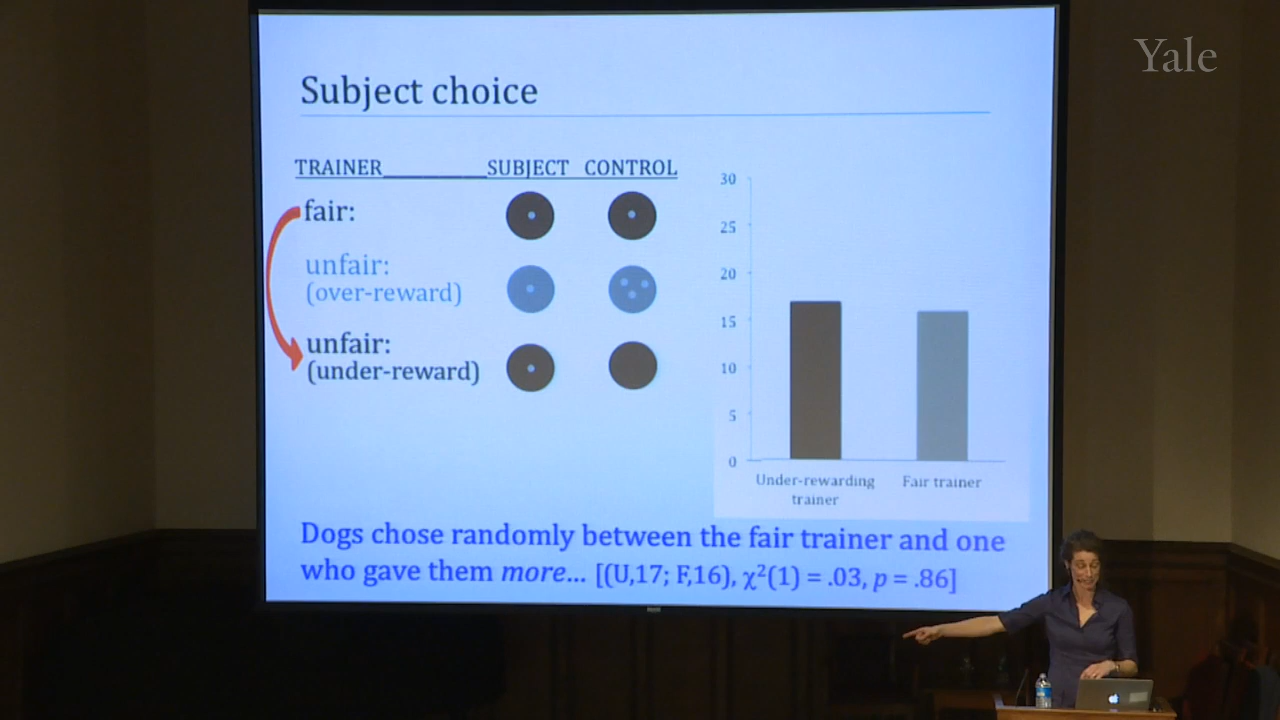 Yale
Subject choice
TRAINER__________SUBJECT CONTROL
fair:
unfair:
(over-reward)
unfair:
(under-reward)
30
25
20
15
10
5
0
Under-rewarding
trainer
Fair trainer
Dogs chose randomly between the fair trainer and one
who gave them more... [(U,17; F,16), χ²(1) = .03, p = .86]